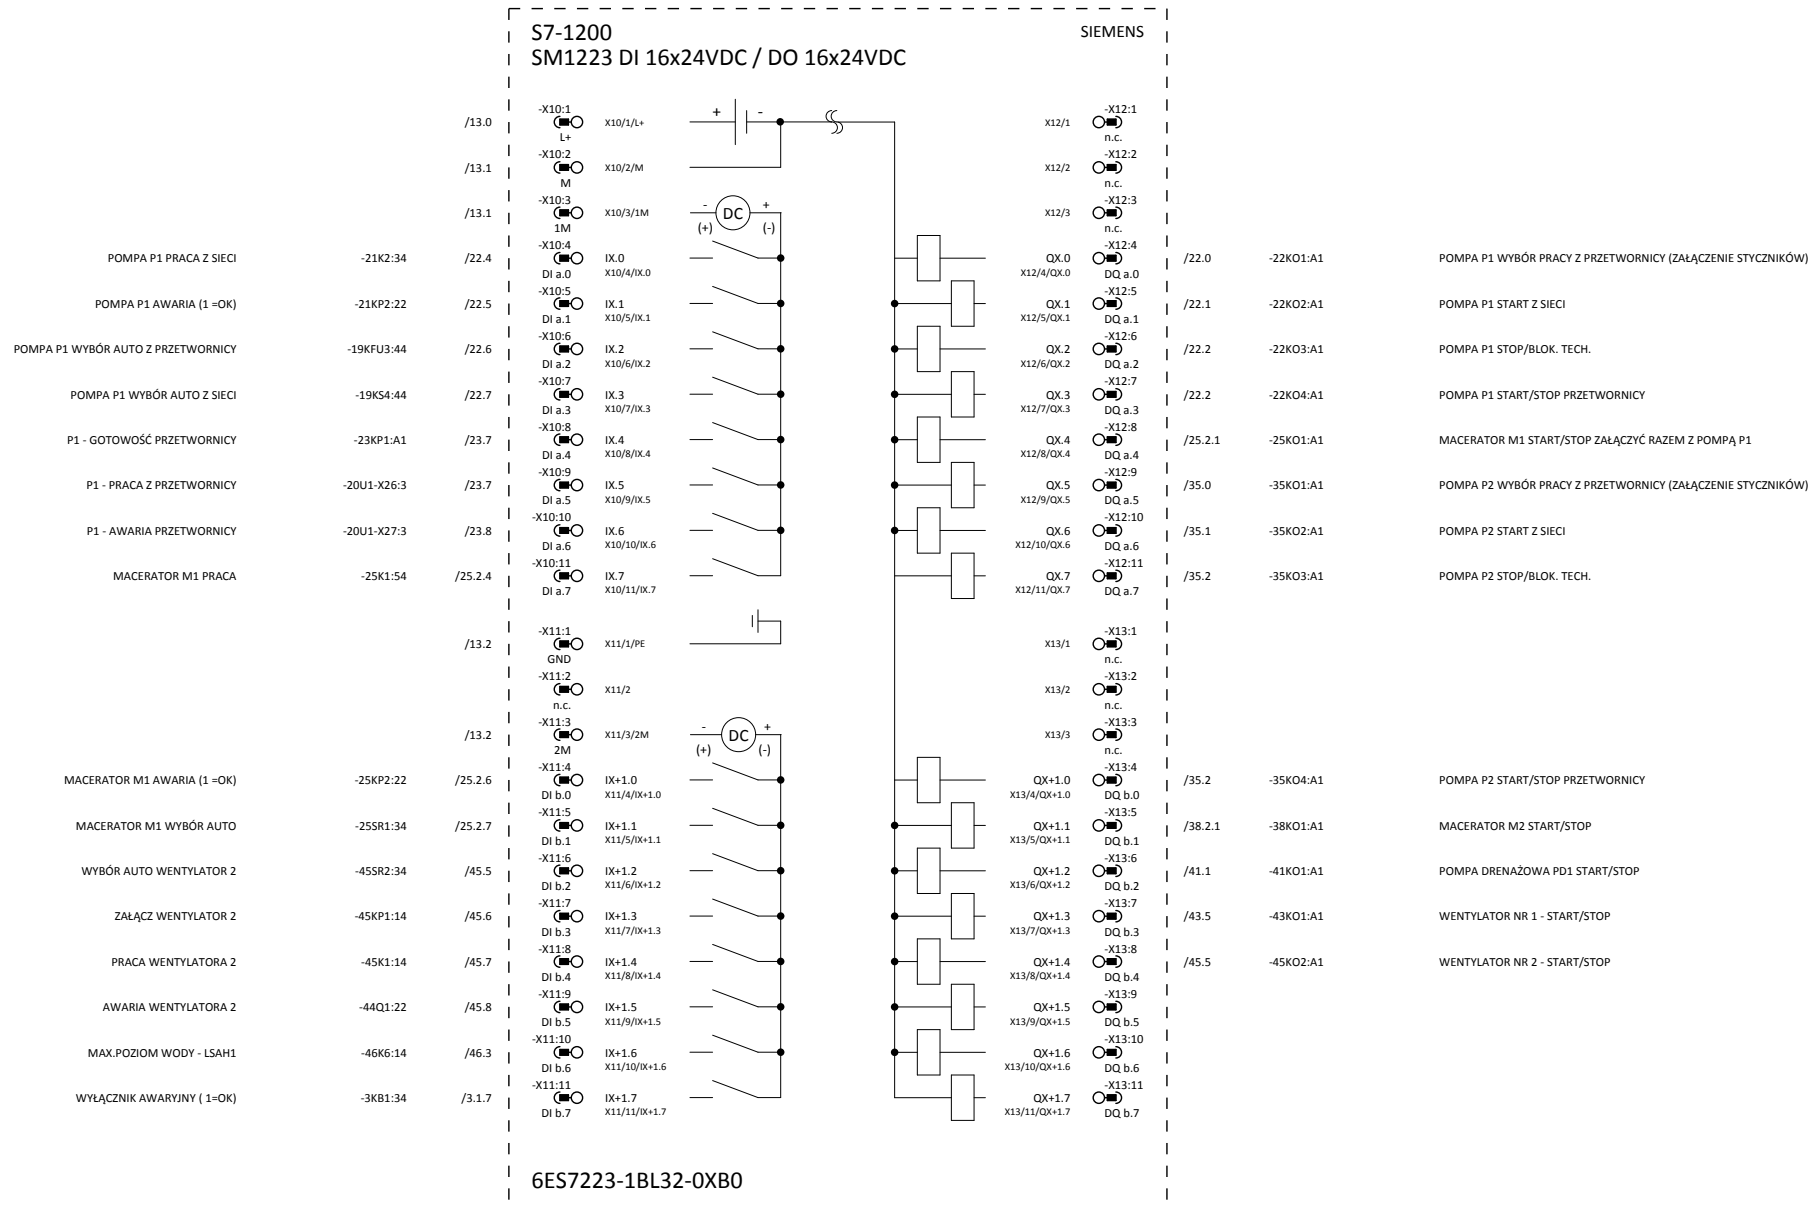 S7-1200 SIEMENS
SM1223 DI 16x24VDC / DO 16x24VDC
-X10:1 + - -X12:1
/13.0 X10/1/L+ X12/1
L+ n.c.
-X10:2 -X12:2
/13.1 X10/2/M X12/2
M n.c.
-X10:3 - DC + -X12:3
/13.1 X10/3/1M X12/3
1M (+) (-) n.c.
-X10:4 -X12:4
POMPA P1 PRACA Z SIECI -21K2:34 /22.4 IX.0 QX.0 /22.0 -22KO1:A1 POMPA P1 WYBÓR PRACY Z PRZETWORNICY (ZAŁĄCZENIE STYCZNIKÓW)
DI a.0 X10/4/IX.0 X12/4/QX.0 DQ a.0
-X10:5 -X12:5
POMPA P1 AWARIA (1 =OK) -21KP2:22 /22.5 IX.1 QX.1 /22.1 -22KO2:A1 POMPA P1 START Z SIECI
DI a.1 X10/5/IX.1 X12/5/QX.1 DQ a.1
-X10:6 -X12:6
POMPA P1 WYBÓR AUTO Z PRZETWORNICY -19KFU3:44 /22.6 IX.2 QX.2 /22.2 -22KO3:A1 POMPA P1 STOP/BLOK. TECH.
DI a.2 X10/6/IX.2 X12/6/QX.2 DQ a.2
-X10:7 -X12:7
POMPA P1 WYBÓR AUTO Z SIECI -19KS4:44 /22.7 IX.3 QX.3 /22.2 -22KO4:A1 POMPA P1 START/STOP PRZETWORNICY
DI a.3 X10/7/IX.3 X12/7/QX.3 DQ a.3
-X10:8 -X12:8
P1 - GOTOWOŚĆ PRZETWORNICY -23KP1:A1 /23.7 IX.4 QX.4 /25.2.1 -25KO1:A1 MACERATOR M1 START/STOP ZAŁĄCZYĆ RAZEM Z POMPĄ P1
DI a.4 X10/8/IX.4 X12/8/QX.4 DQ a.4
-X10:9 -X12:9
P1 - PRACA Z PRZETWORNICY -20U1-X26:3 /23.7 IX.5 QX.5 /35.0 -35KO1:A1 POMPA P2 WYBÓR PRACY Z PRZETWORNICY (ZAŁĄCZENIE STYCZNIKÓW)
DI a.5 X10/9/IX.5 X12/9/QX.5 DQ a.5
-X10:10 -X12:10
P1 - AWARIA PRZETWORNICY -20U1-X27:3 /23.8 IX.6 QX.6 /35.1 -35KO2:A1 POMPA P2 START Z SIECI
DI a.6 X10/10/IX.6 X12/10/QX.6 DQ a.6
-X10:11 -X12:11
MACERATOR M1 PRACA -25K1:54 /25.2.4 IX.7 QX.7 /35.2 -35KO3:A1 POMPA P2 STOP/BLOK. TECH.
DI a.7 X10/11/IX.7 X12/11/QX.7 DQ a.7
-X11:1 -X13:1
/13.2 X11/1/PE X13/1
GND n.c.
-X11:2 -X13:2
X11/2 X13/2
n.c. n.c.
-X11:3 - DC + -X13:3
/13.2 X11/3/2M X13/3
2M (+) (-) n.c.
-X11:4 -X13:4
MACERATOR M1 AWARIA (1 =OK) -25KP2:22 /25.2.6 IX+1.0 QX+1.0 /35.2 -35KO4:A1 POMPA P2 START/STOP PRZETWORNICY
DI b.0 X11/4/IX+1.0 X13/4/QX+1.0 DQ b.0
-X11:5 -X13:5
MACERATOR M1 WYBÓR AUTO -25SR1:34 /25.2.7 IX+1.1 QX+1.1 /38.2.1 -38KO1:A1 MACERATOR M2 START/STOP
DI b.1 X11/5/IX+1.1 X13/5/QX+1.1 DQ b.1
-X11:6 -X13:6
WYBÓR AUTO WENTYLATOR 2 -45SR2:34 /45.5 IX+1.2 QX+1.2 /41.1 -41KO1:A1 POMPA DRENAŻOWA PD1 START/STOP
DI b.2 X11/6/IX+1.2 X13/6/QX+1.2 DQ b.2
-X11:7 -X13:7
ZAŁĄCZ WENTYLATOR 2 -45KP1:14 /45.6 IX+1.3 QX+1.3 /43.5 -43KO1:A1 WENTYLATOR NR 1 - START/STOP
DI b.3 X11/7/IX+1.3 X13/7/QX+1.3 DQ b.3
-X11:8 -X13:8
PRACA WENTYLATORA 2 -45K1:14 /45.7 IX+1.4 QX+1.4 /45.5 -45KO2:A1 WENTYLATOR NR 2 - START/STOP
DI b.4 X11/8/IX+1.4 X13/8/QX+1.4 DQ b.4
-X11:9 -X13:9
AWARIA WENTYLATORA 2 -44Q1:22 /45.8 IX+1.5 QX+1.5
DI b.5 X11/9/IX+1.5 X13/9/QX+1.5 DQ b.5
-X11:10 -X13:10
MAX.POZIOM WODY - LSAH1 -46K6:14 /46.3 IX+1.6 QX+1.6
DI b.6 X11/10/IX+1.6 X13/10/QX+1.6 DQ b.6
-X11:11 -X13:11
WYŁĄCZNIK AWARYJNY ( 1=OK) -3KB1:34 /3.1.7 IX+1.7 QX+1.7
DI b.7 X11/11/IX+1.7 X13/11/QX+1.7 DQ b.7
6ES7223-1BL32-0XB0